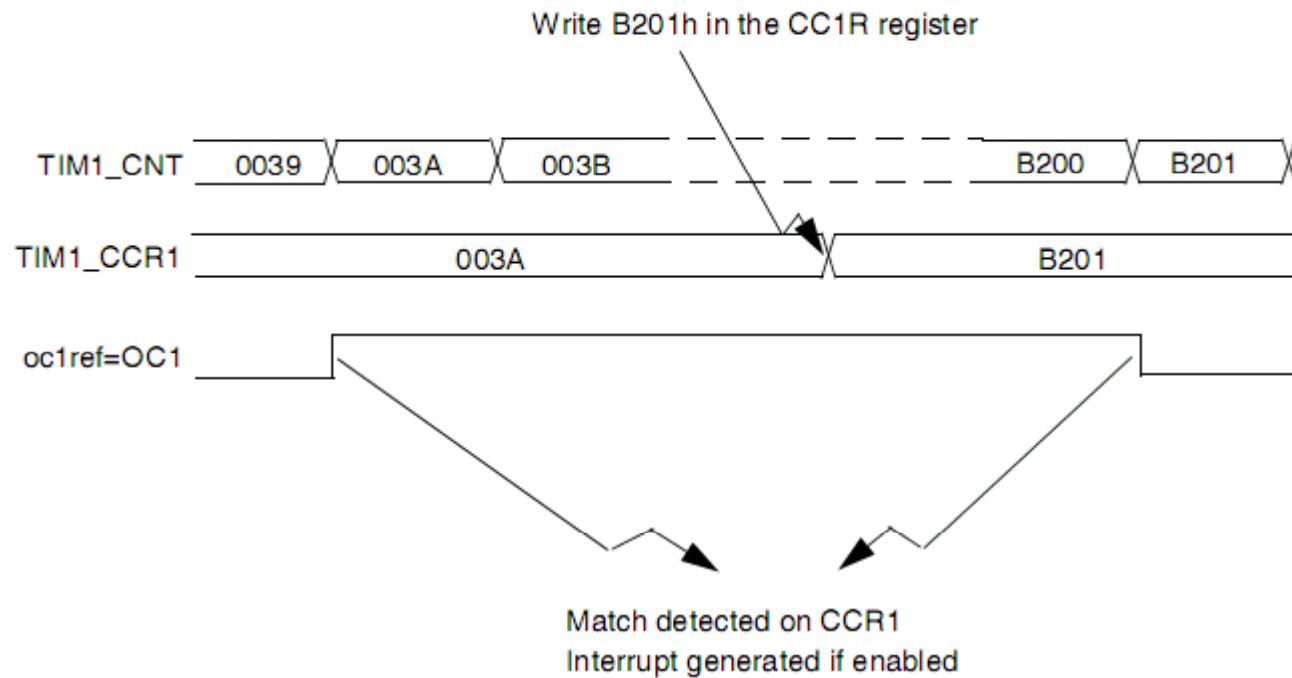 Write B201h in the CC1R register
TIM1_CNT 0039 003A 003B B200 B201
TIM1_CCR1 003A B201
oc1ref=OC1
Match detected on CCR1
Interrupt generated if enabled